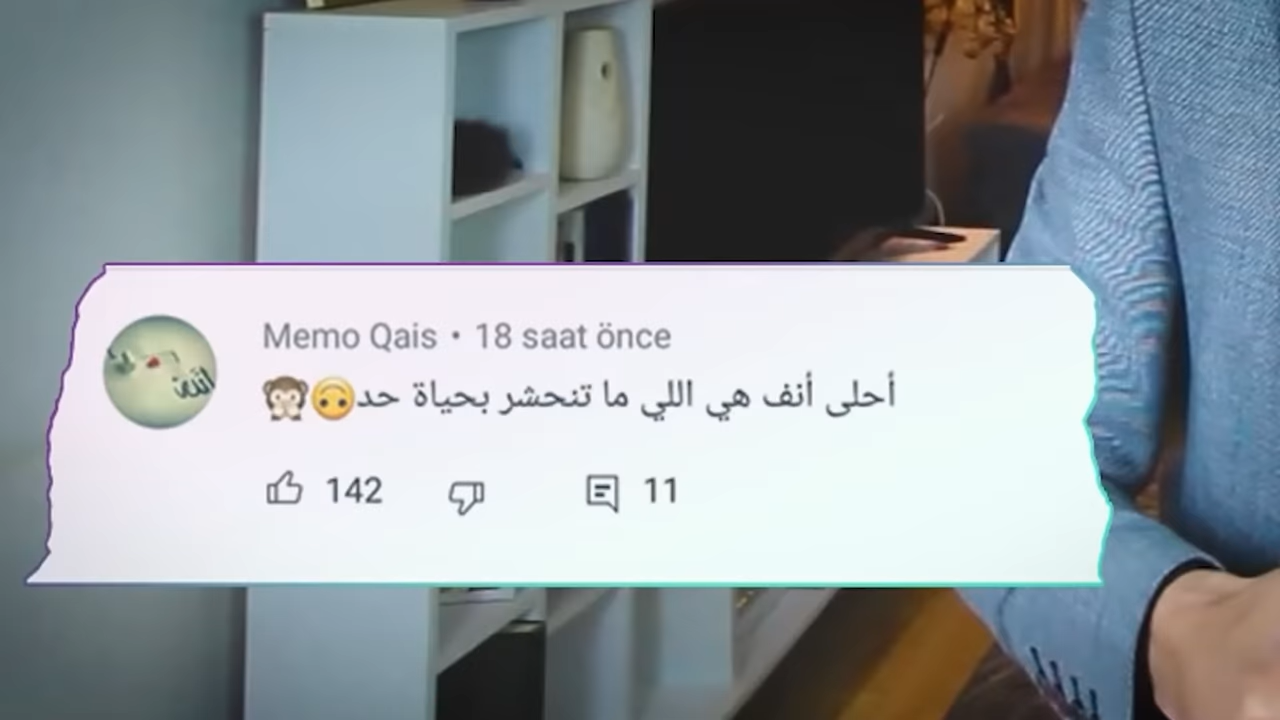 Memo Qais • 18 saat önce
أحلى أنف هي اللي ما تنحشر بحياة حد🙃🙊
142 11